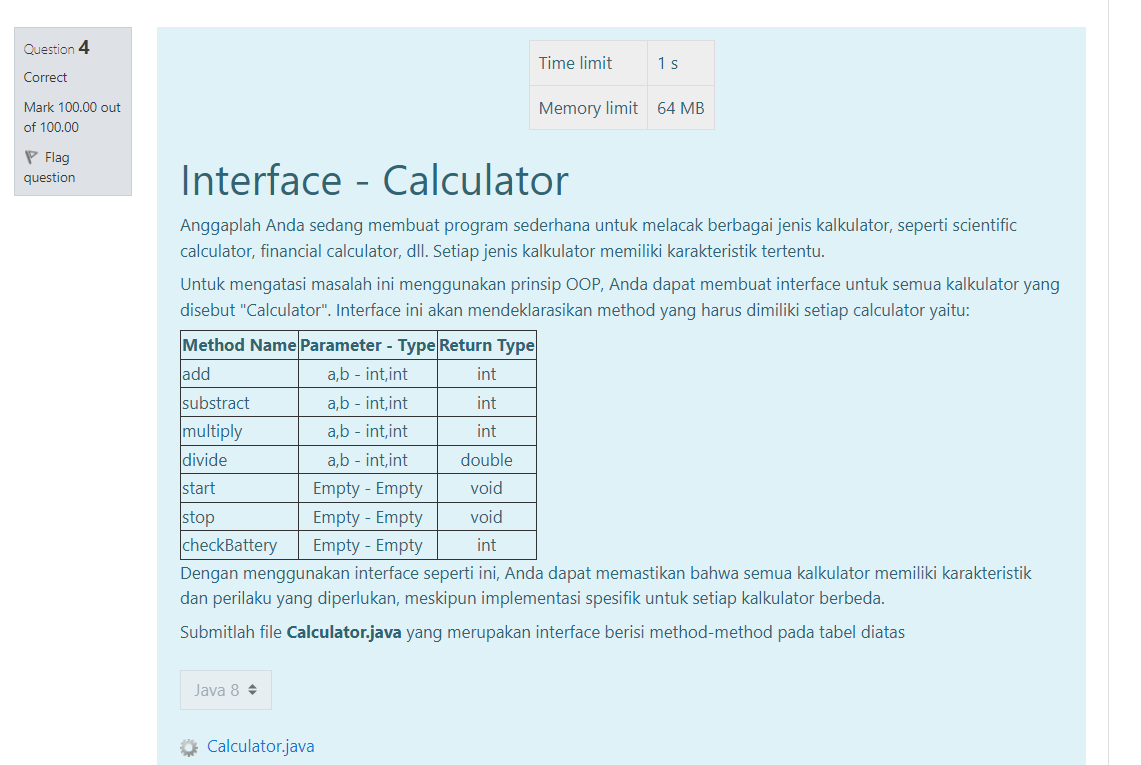 Question 4
Correct
Mark 100.00 out
of 100.00
Flag
question
Time limit 1 s
Memory limit 64 MB
Interface - Calculator
Anggaplah Anda sedang membuat program sederhana untuk melacak berbagai jenis kalkulator, seperti scientific
calculator, financial calculator, dll. Setiap jenis kalkulator memiliki karakteristik tertentu.
Untuk mengatasi masalah ini menggunakan prinsip OOP, Anda dapat membuat interface untuk semua kalkulator yang
disebut "Calculator". Interface ini akan mendeklarasikan method yang harus dimiliki setiap calculator yaitu:
Method Name Parameter - Type Return Type
add a,b - int,int int
substract a,b - int,int int
multiply a,b - int,int int
divide a,b - int,int double
start Empty - Empty void
stop Empty - Empty void
checkBattery Empty - Empty int
Dengan menggunakan interface seperti ini, Anda dapat memastikan bahwa semua kalkulator memiliki karakteristik
dan perilaku yang diperlukan, meskipun implementasi spesifik untuk setiap kalkulator berbeda.
Submitlah file Calculator.java yang merupakan interface berisi method-method pada tabel diatas
Java 8
Calculator.java